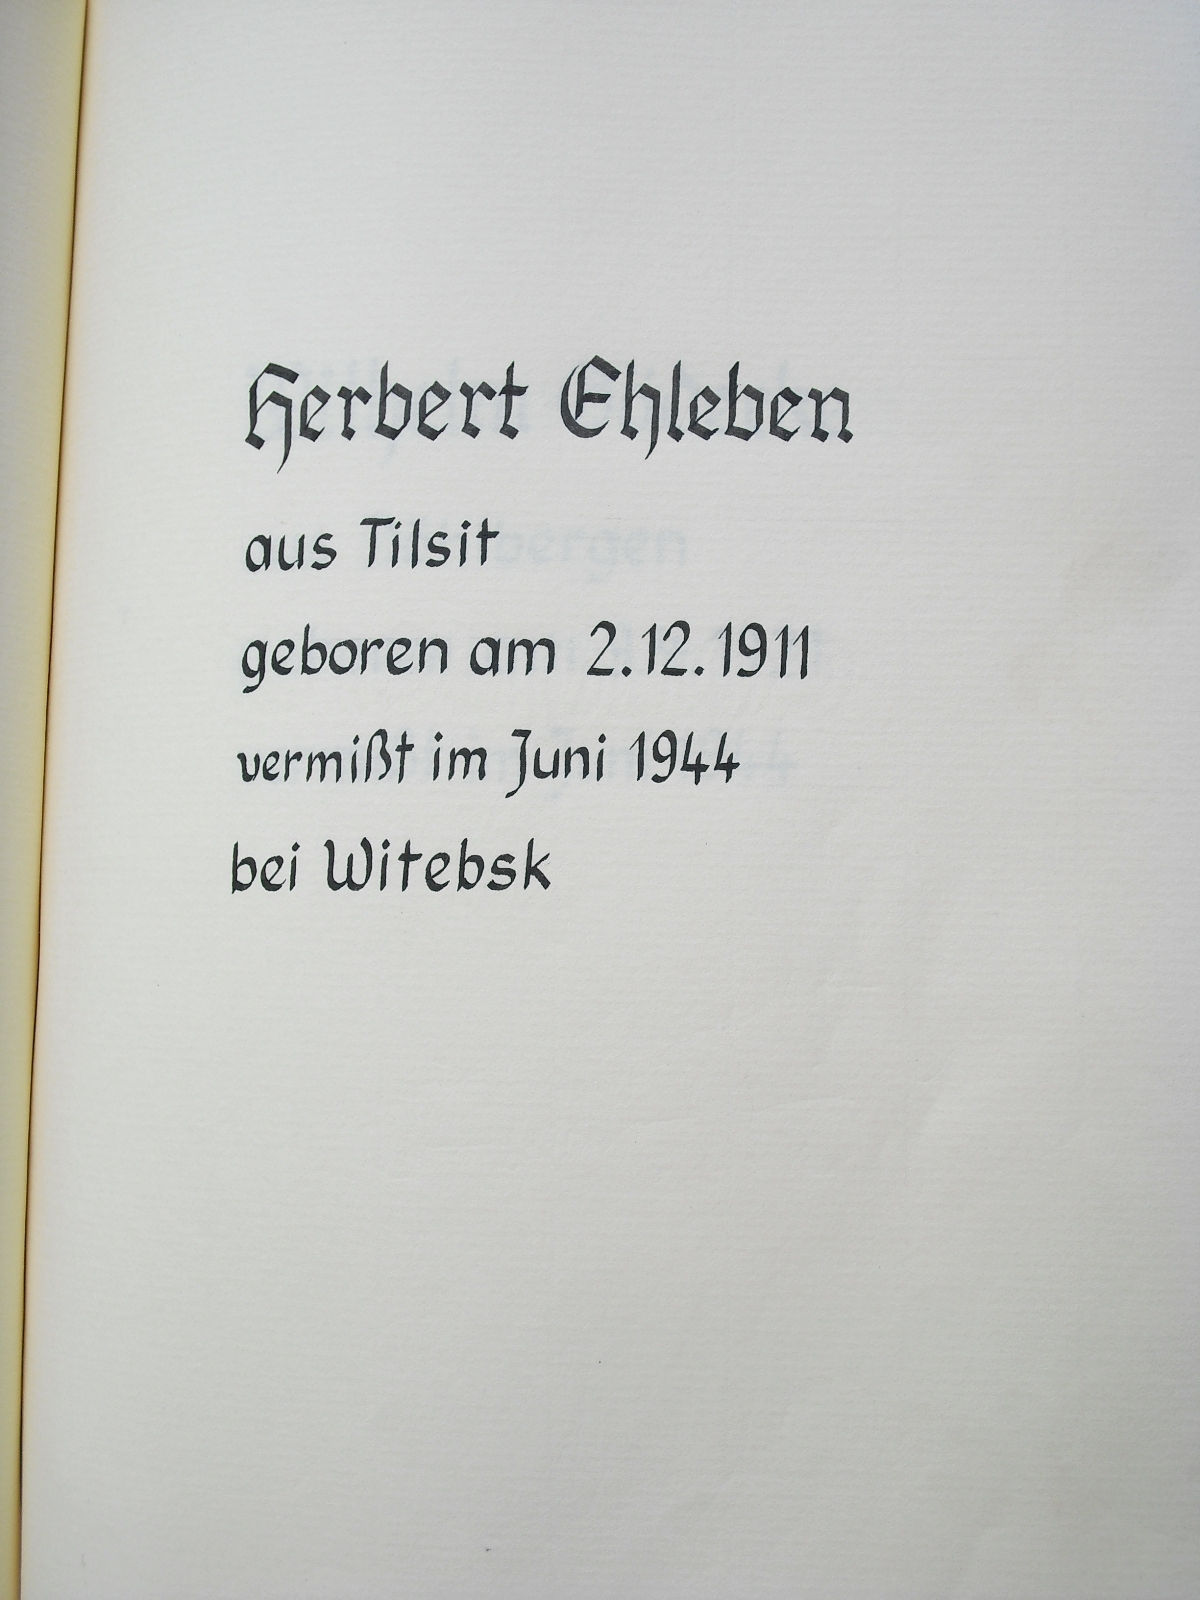 Herbert Ehleben
aus Tilsit
geboren am 2.12.1911
vermißt im Juni 1944
bei Witebsk